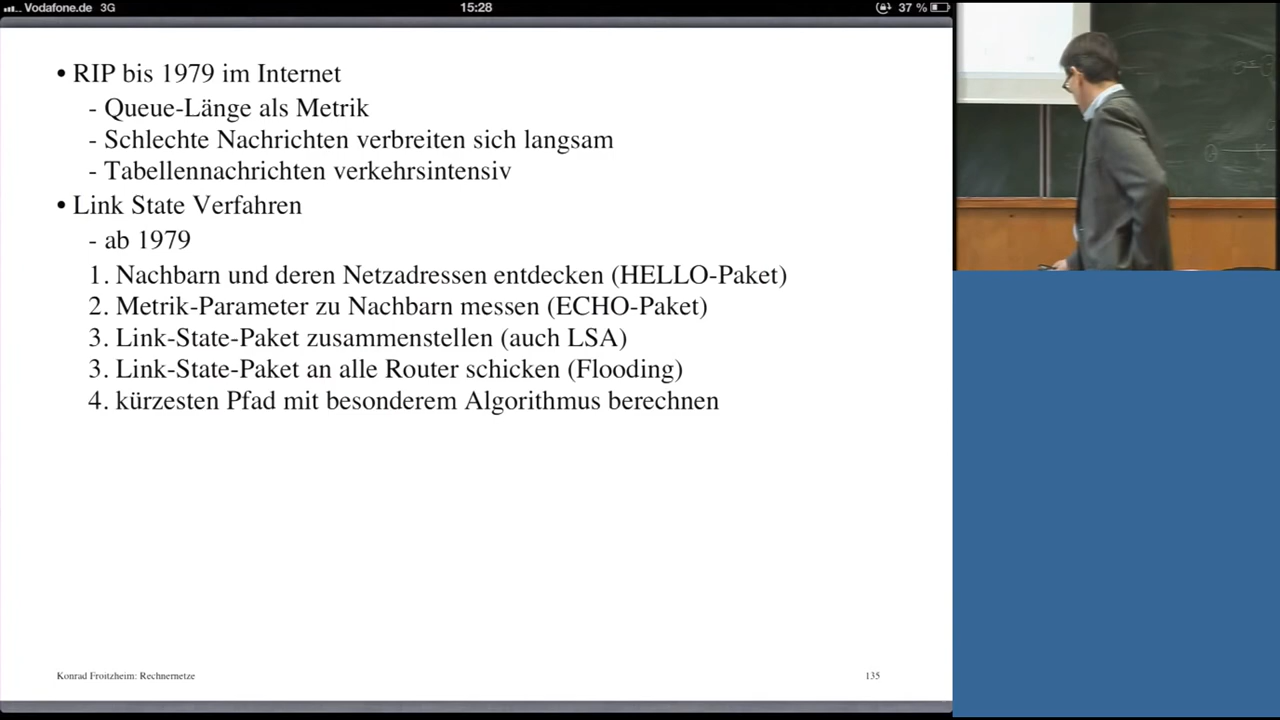 Vodafone.de 3G 15:28 37 %
• RIP bis 1979 im Internet
- Queue-Länge als Metrik
- Schlechte Nachrichten verbreiten sich langsam
- Tabellennachrichten verkehrsintensiv
• Link State Verfahren
- ab 1979
1. Nachbarn und deren Netzadressen entdecken (HELLO-Paket)
2. Metrik-Parameter zu Nachbarn messen (ECHO-Paket)
3. Link-State-Paket zusammenstellen (auch LSA)
3. Link-State-Paket an alle Router schicken (Flooding)
4. kürzesten Pfad mit besonderem Algorithmus berechnen
Konrad Froitzheim: Rechnernetze 135